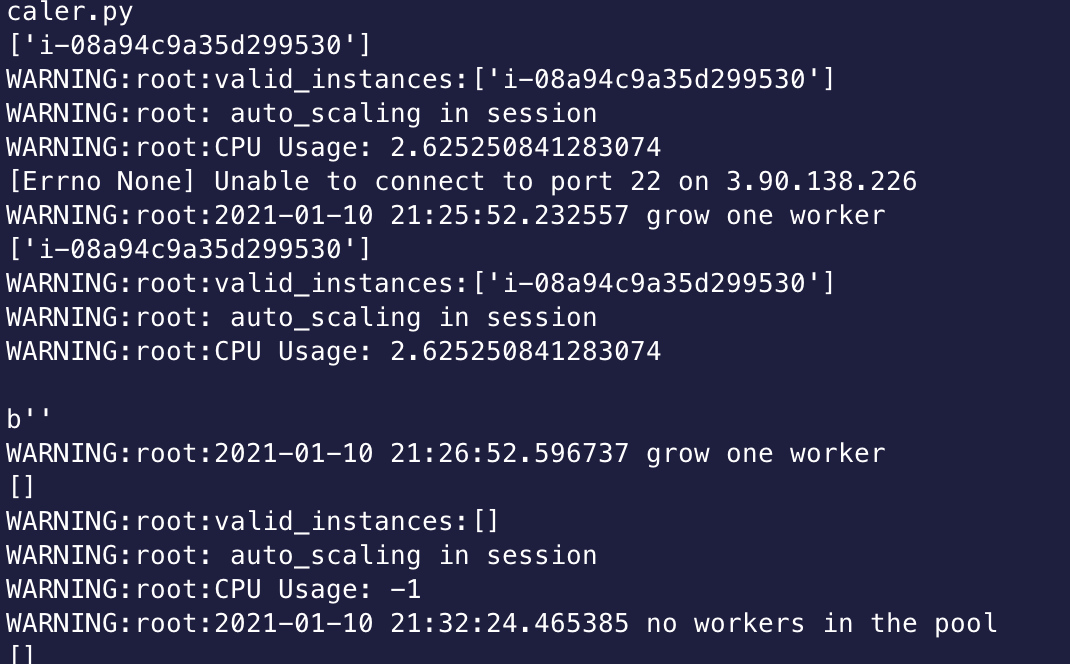 caler.py
['i-08a94c9a35d299530']
WARNING:root:valid_instances:['i-08a94c9a35d299530']
WARNING:root: auto_scaling in session
WARNING:root:CPU Usage: 2.625250841283074
[Errno None] Unable to connect to port 22 on 3.90.138.226
WARNING:root:2021-01-10 21:25:52.232557 grow one worker
['i-08a94c9a35d299530']
WARNING:root:valid_instances:['i-08a94c9a35d299530']
WARNING:root: auto_scaling in session
WARNING:root:CPU Usage: 2.625250841283074
b''
WARNING:root:2021-01-10 21:26:52.596737 grow one worker
[]
WARNING:root:valid_instances:[]
WARNING:root: auto_scaling in session
WARNING:root:CPU Usage: -1
WARNING:root:2021-01-10 21:32:24.465385 no workers in the pool
[]